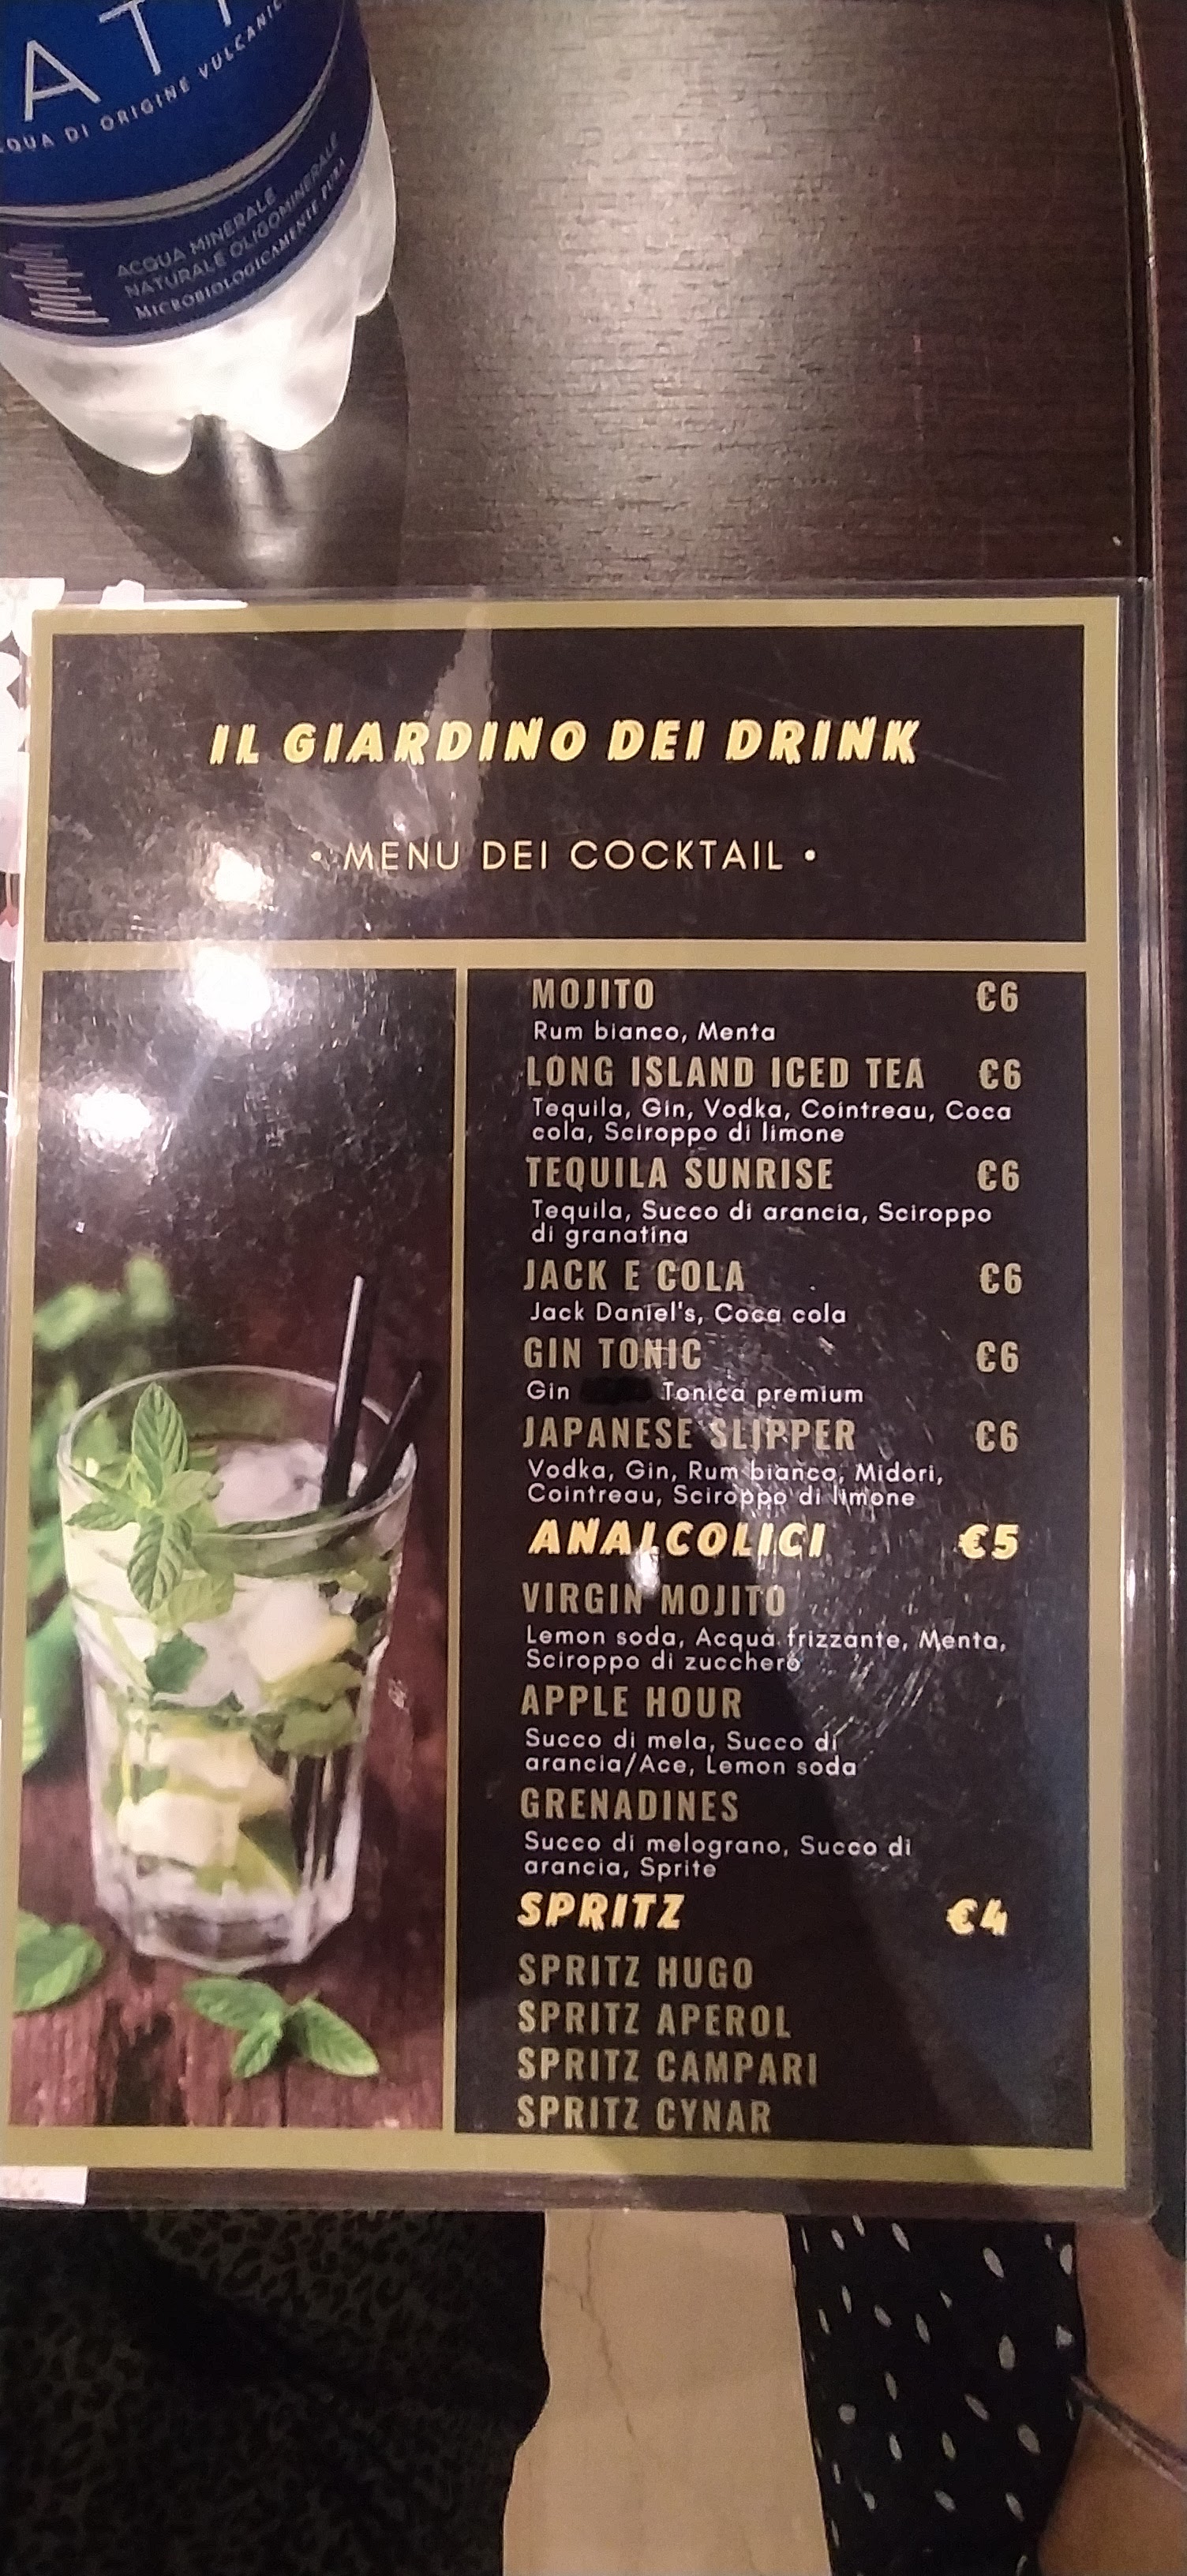 AT
QUA DI ORIGINE VULCANIC
ACQUA MINERALE
NATURALE OLIGOMINERALE
MICROBIOLOGICAMENTE PURA
IL GIARDINO DEI DRINK
• MENU DEI COCKTAIL •
MOJITO €6
Rum bianco, Menta
LONG ISLAND ICED TEA €6
Tequila, Gin, Vodka, Cointreau, Coca
cola, Sciroppo di limone
TEQUILA SUNRISE €6
Tequila, Succo di arancia, Sciroppo
di granatina
JACK E COLA €6
Jack Daniel's, Coca cola
GIN TONIC €6
Gin Tonica premium
JAPANESE SLIPPER €6
Vodka, Gin, Rum bianco, Midori,
Cointreau, Sciroppo di limone
ANALCOLICI €5
VIRGIN MOJITO
Lemon soda, Acqua frizzante, Menta,
Sciroppo di zucchero
APPLE HOUR
Succo di mela, Succo di
arancia/Ace, Lemon soda
GRENADINES
Succo di melograno, Succo di
arancia, Sprite
SPRITZ €4
SPRITZ HUGO
SPRITZ APEROL
SPRITZ CAMPARI
SPRITZ CYNAR